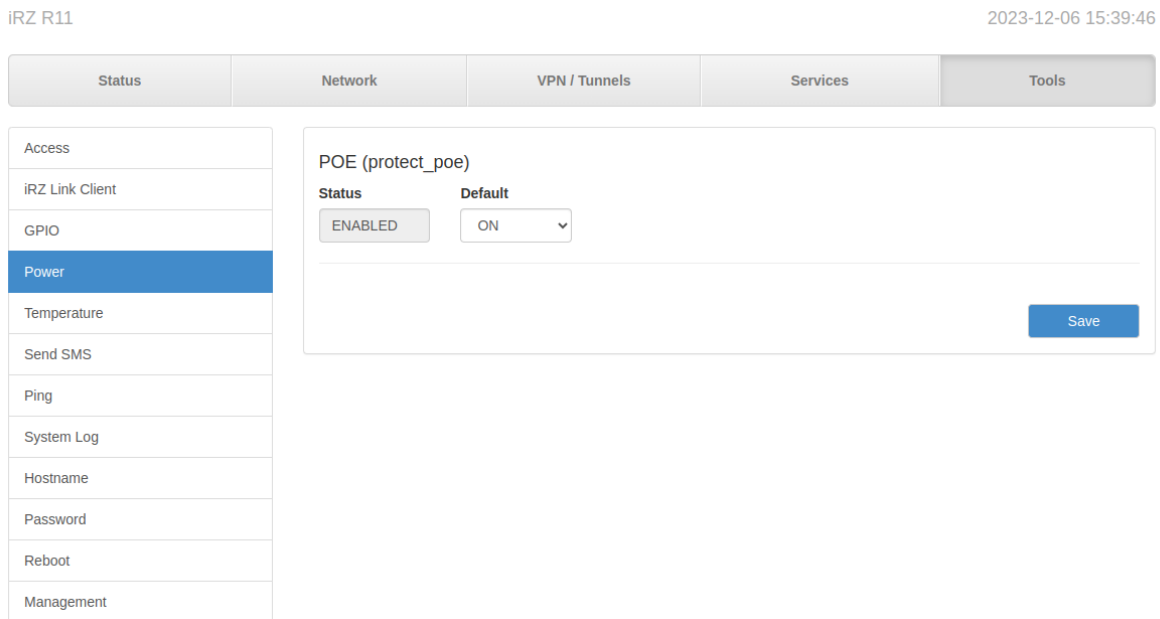 iRZ R11 2023-12-06 15:39:46
Status Network VPN / Tunnels Services Tools
Access
iRZ Link Client
GPIO
Power
Temperature
Send SMS
Ping
System Log
Hostname
Password
Reboot
Management
POE (protect_poe)
Status Default
ENABLED ON
Save